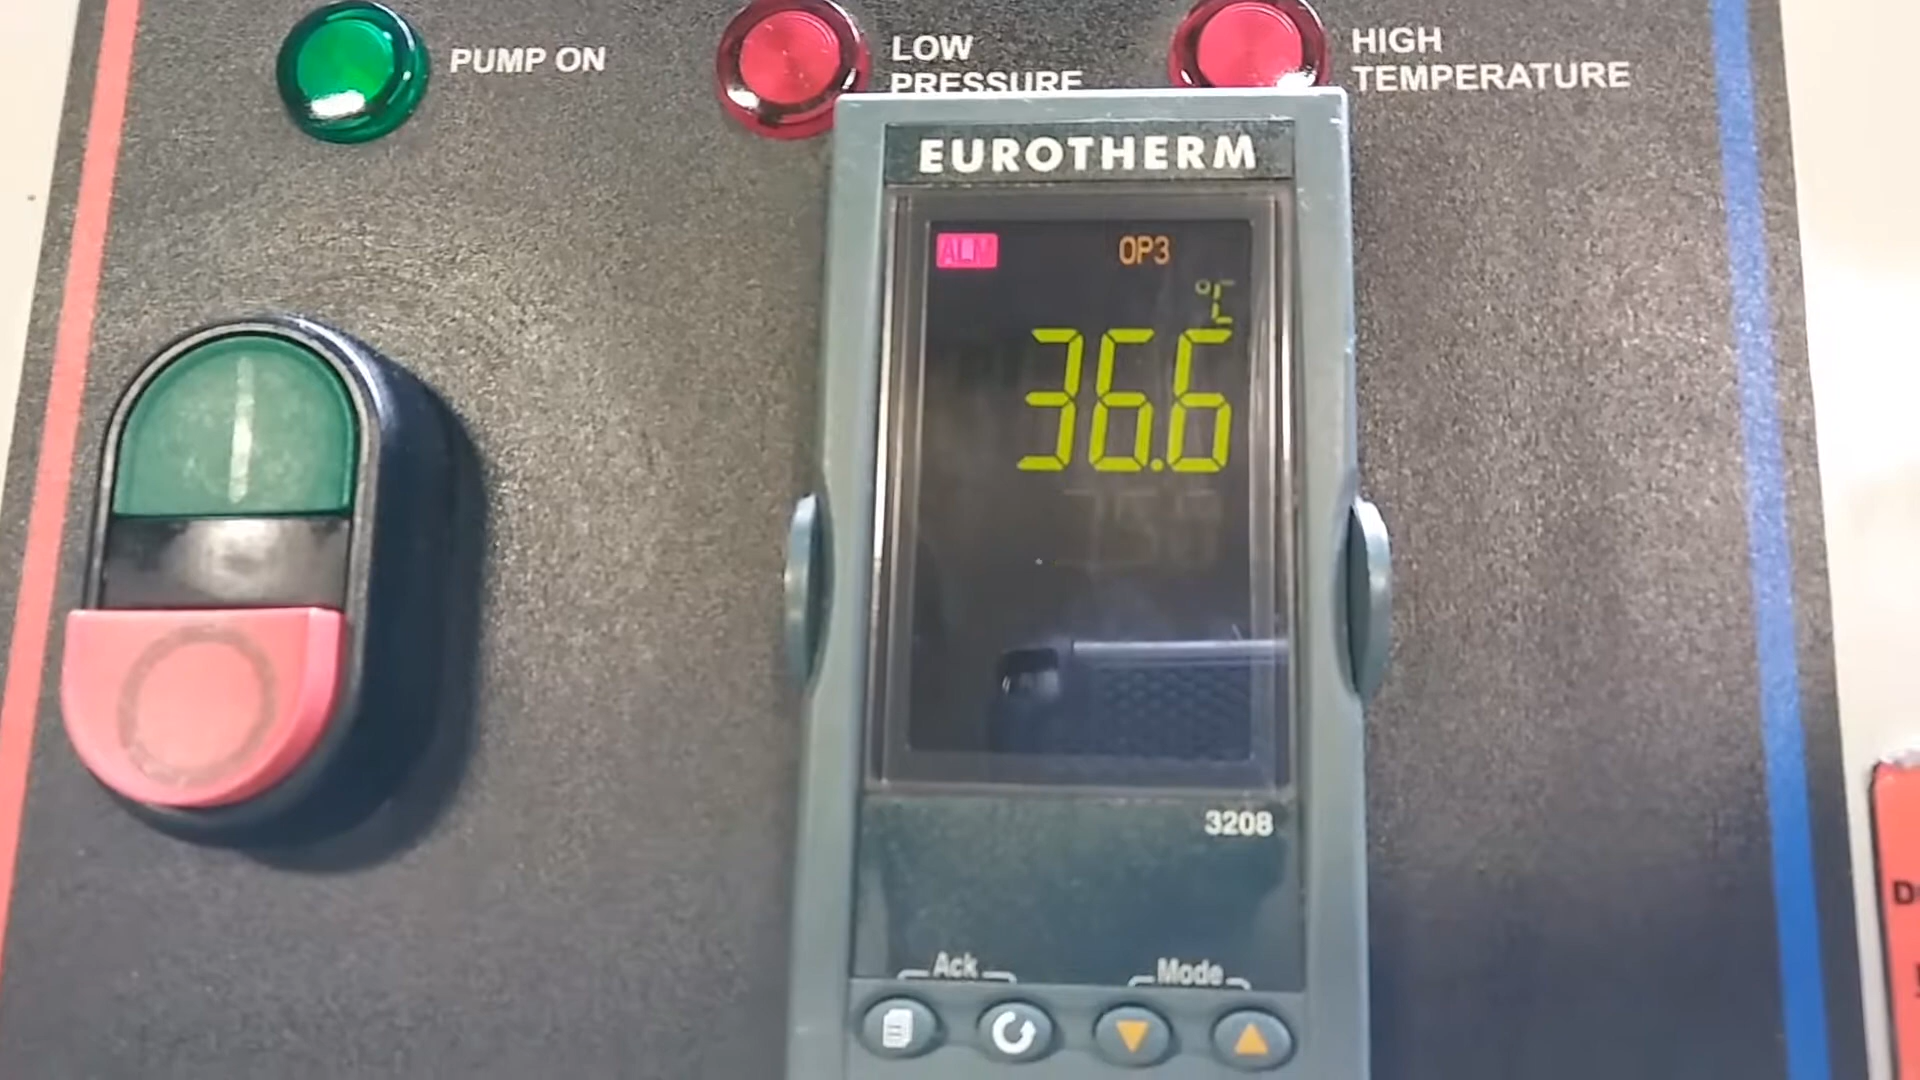 PUMP ON
LOW
PRESSURE
HIGH
TEMPERATURE
EUROTHERM
ALM
OP3
°C
36.6
3208
Ack
Mode
D